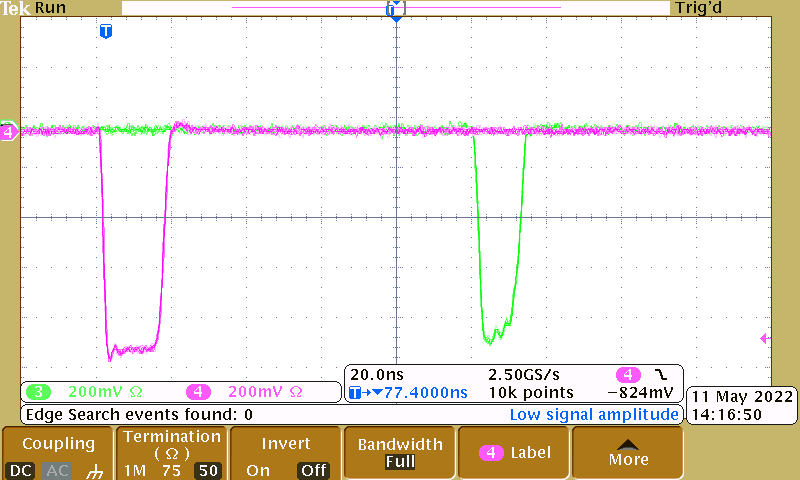 Tek Run Trig'd
T
4
20.0ns 2.50GS/s 4
3 200mV Ω 4 200mV Ω T→▼77.4000ns 10k points −824mV
11 May 2022
14:16:50
Edge Search events found: 0 Low signal amplitude
Coupling
DC AC
Termination
(Ω)
1M 75 50
Invert
On Off
Bandwidth
Full
4 Label
More